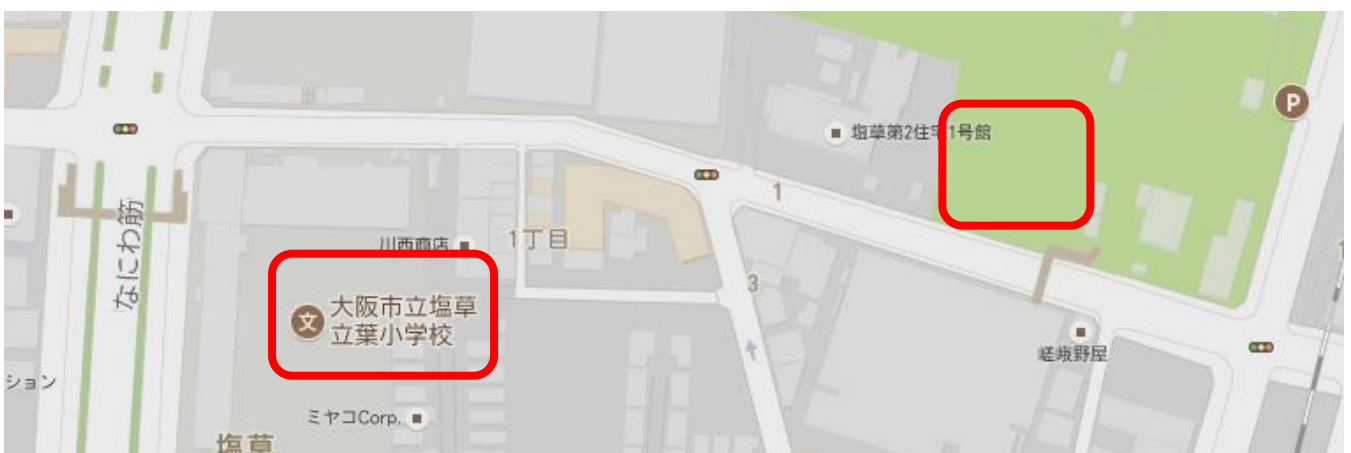 塩草第2住宅1号館
P
1
なにわ筋
川西商店
1丁目
3
文
大阪市立塩草
立葉小学校
嵯峨野屋
ション
ミヤコCorp.
塩草
1